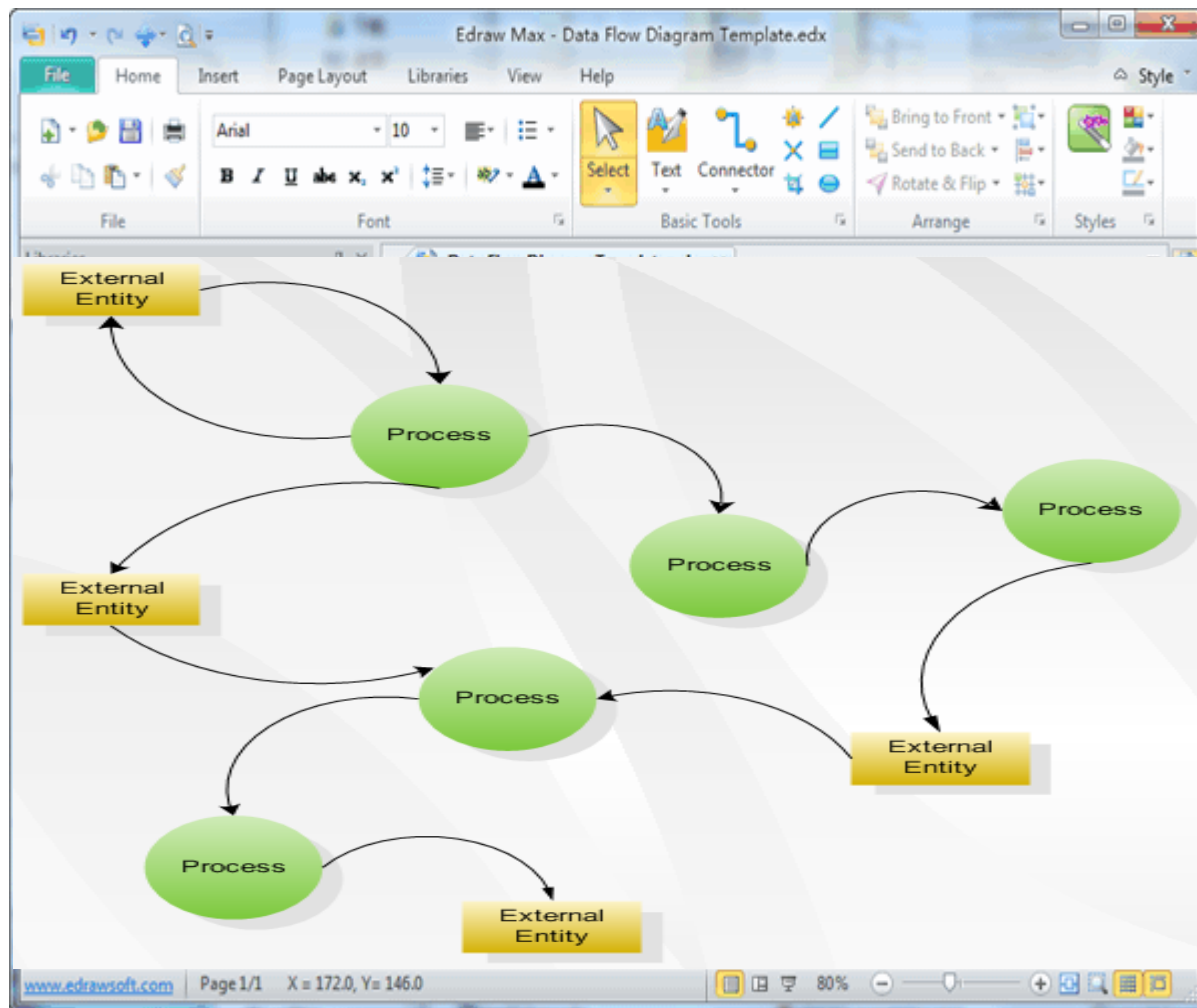 Edraw Max - Data Flow Diagram Template.edx
File Home Insert Page Layout Libraries View Help Style
Arial 10
B I U abc x, x²
Select Text Connector
Bring to Front
Send to Back
Rotate & Flip
File Font Basic Tools Arrange Styles
External
Entity
Process
Process
Process
External
Entity
Process
External
Entity
Process
External
Entity
www.edrawsoft.com Page 1/1 X = 172.0, Y= 146.0 80%